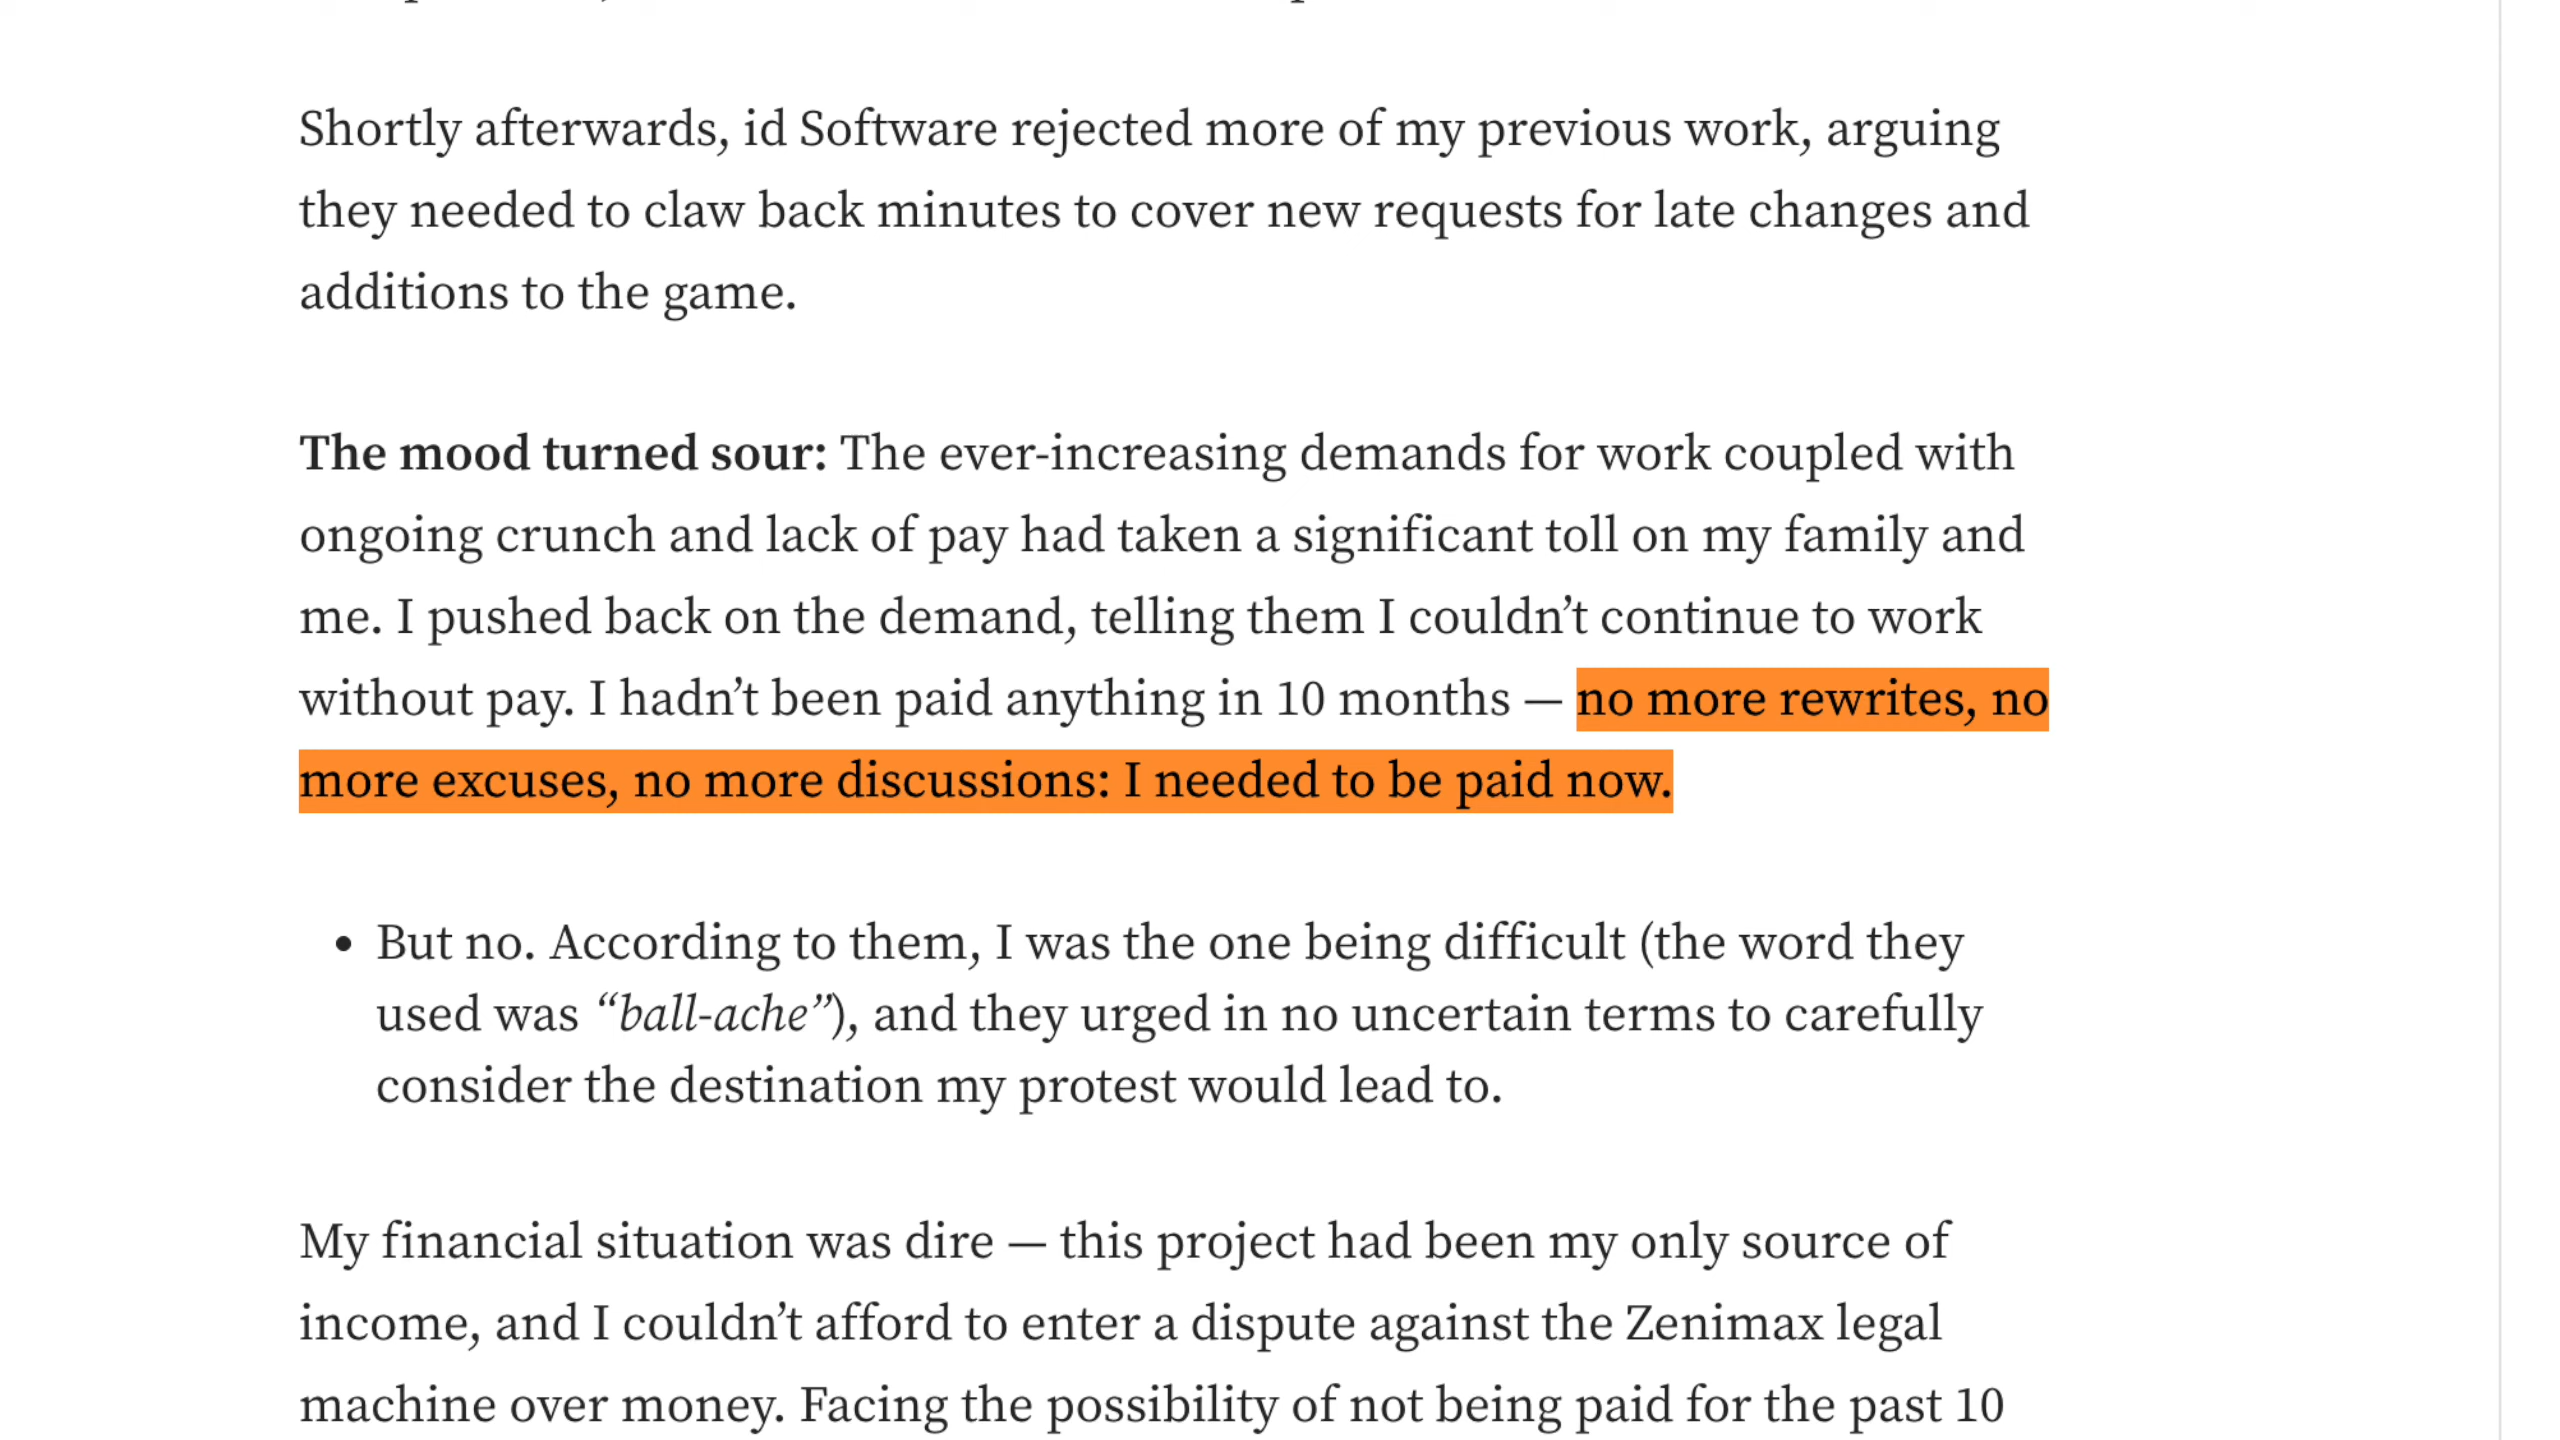 Shortly afterwards, id Software rejected more of my previous work, arguing
they needed to claw back minutes to cover new requests for late changes and
additions to the game.
The mood turned sour: The ever-increasing demands for work coupled with
ongoing crunch and lack of pay had taken a significant toll on my family and
me. I pushed back on the demand, telling them I couldn’t continue to work
without pay. I hadn’t been paid anything in 10 months — no more rewrites, no
more excuses, no more discussions: I needed to be paid now.
• But no. According to them, I was the one being difficult (the word they
used was “ball-ache”), and they urged in no uncertain terms to carefully
consider the destination my protest would lead to.
My financial situation was dire — this project had been my only source of
income, and I couldn’t afford to enter a dispute against the Zenimax legal
machine over money. Facing the possibility of not being paid for the past 10